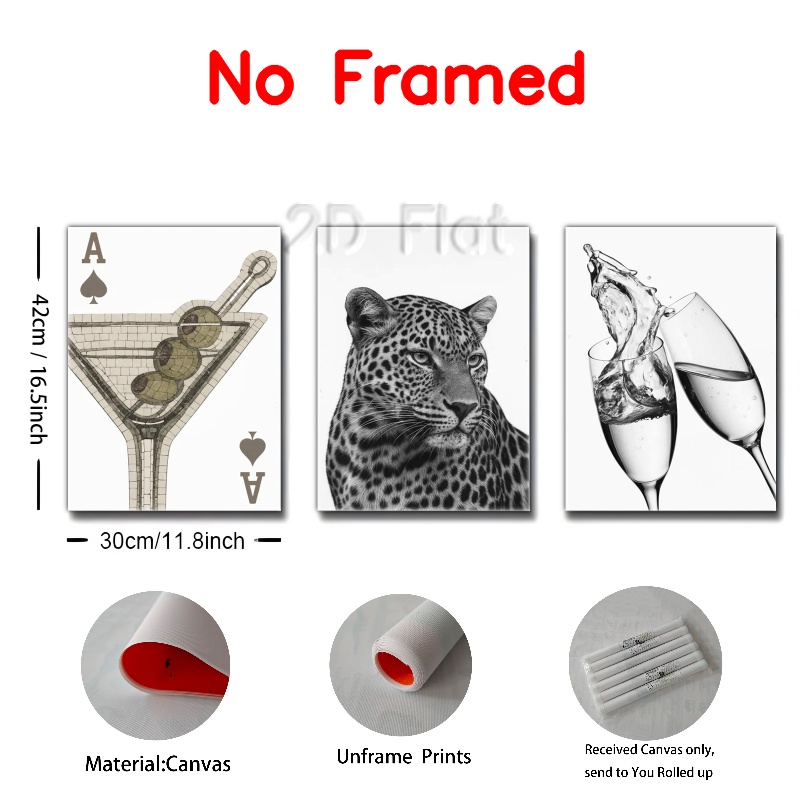 No Framed
2D Flat
A
A
42cm / 16.5inch
30cm/11.8inch
Material:Canvas
Unframe Prints
Received Canvas only,
send to You Rolled up